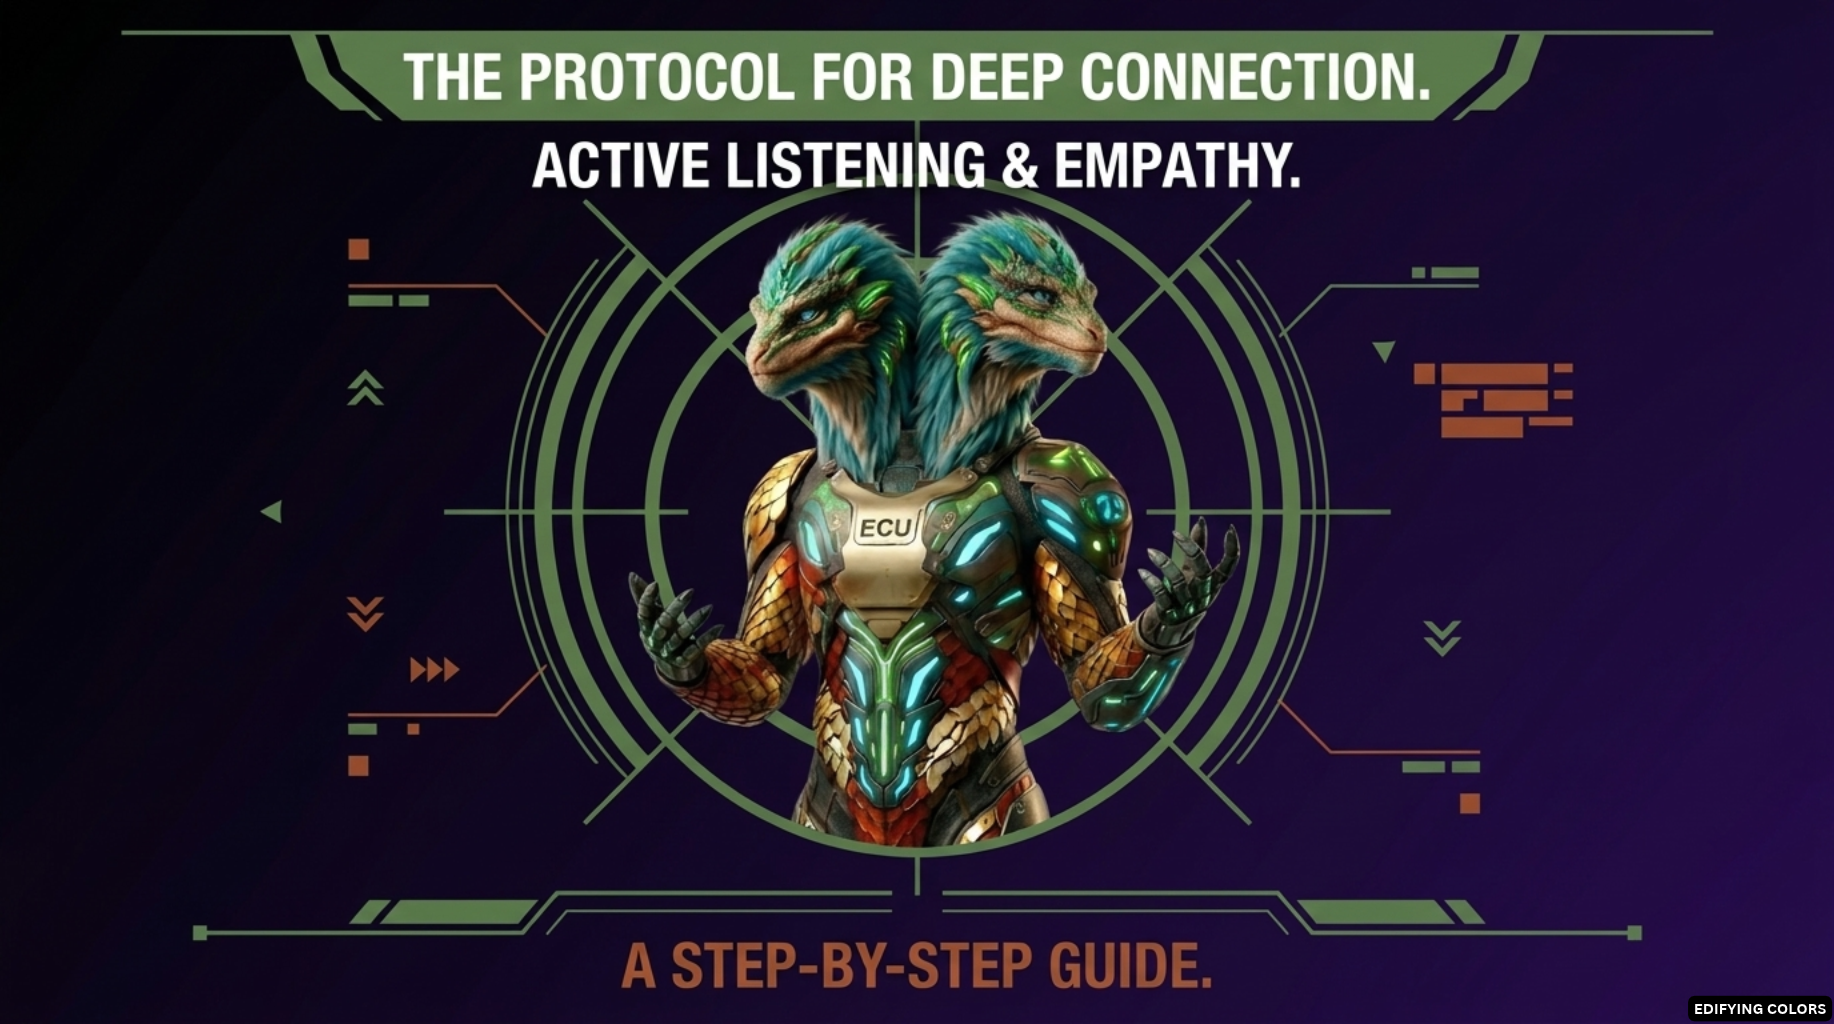 THE PROTOCOL FOR DEEP CONNECTION.
ACTIVE LISTENING & EMPATHY.
ECU
A STEP-BY-STEP GUIDE.
EDIFYING COLORS